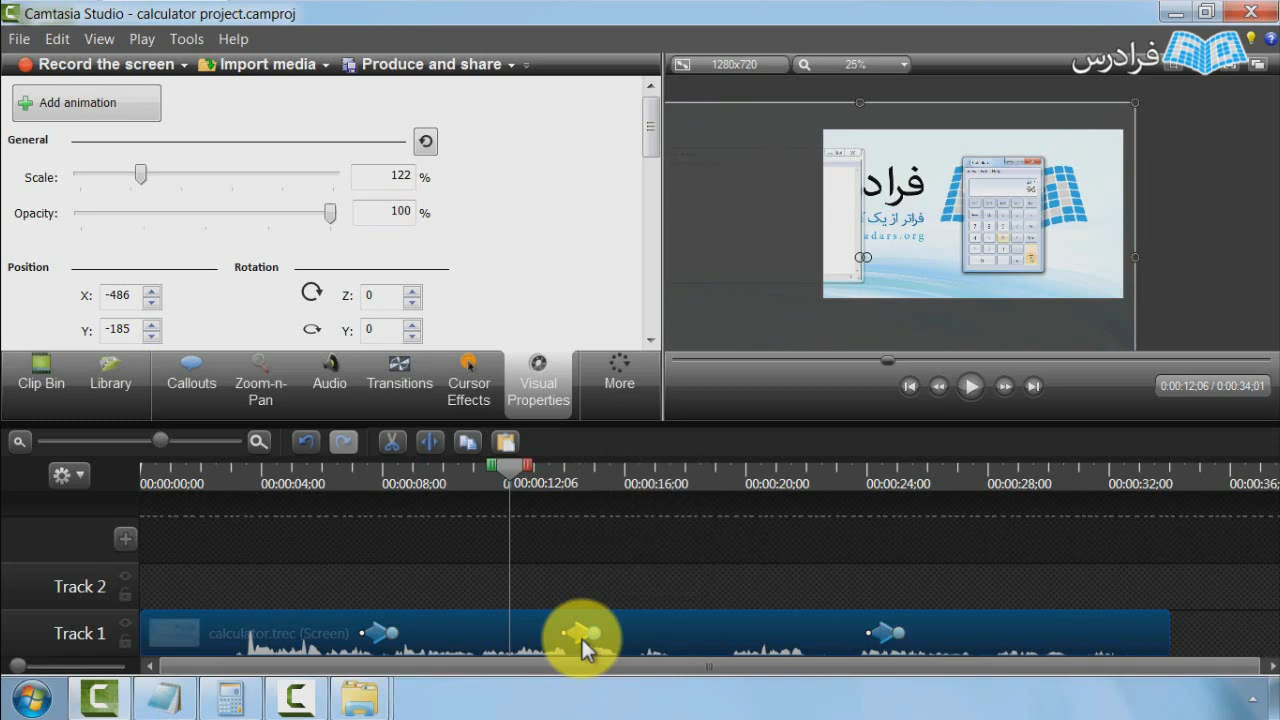 Camtasia Studio - calculator project.camproj
File Edit View Play Tools Help
Record the screen Import media Produce and share
1280x720 25%
فرادرس
Add animation
General
Scale: 122 %
Opacity: 100 %
Position Rotation
X: -486 Z: 0
Y: -185 Y: 0
فراد
فراتر از یک آ
adars.org
Clip Bin Library Callouts Zoom-n-Pan Audio Transitions Cursor Effects Visual Properties More
0:00:12;06 / 0:00:34;01
00:00:00;00 00:00:04;00 00:00:08;00 0 00:00:12;06 00:00:16;00 00:00:20;00 00:00:24;00 00:00:28;00 00:00:32;00 00:00:36;
Track 2
Track 1 calculator.trec (Screen)